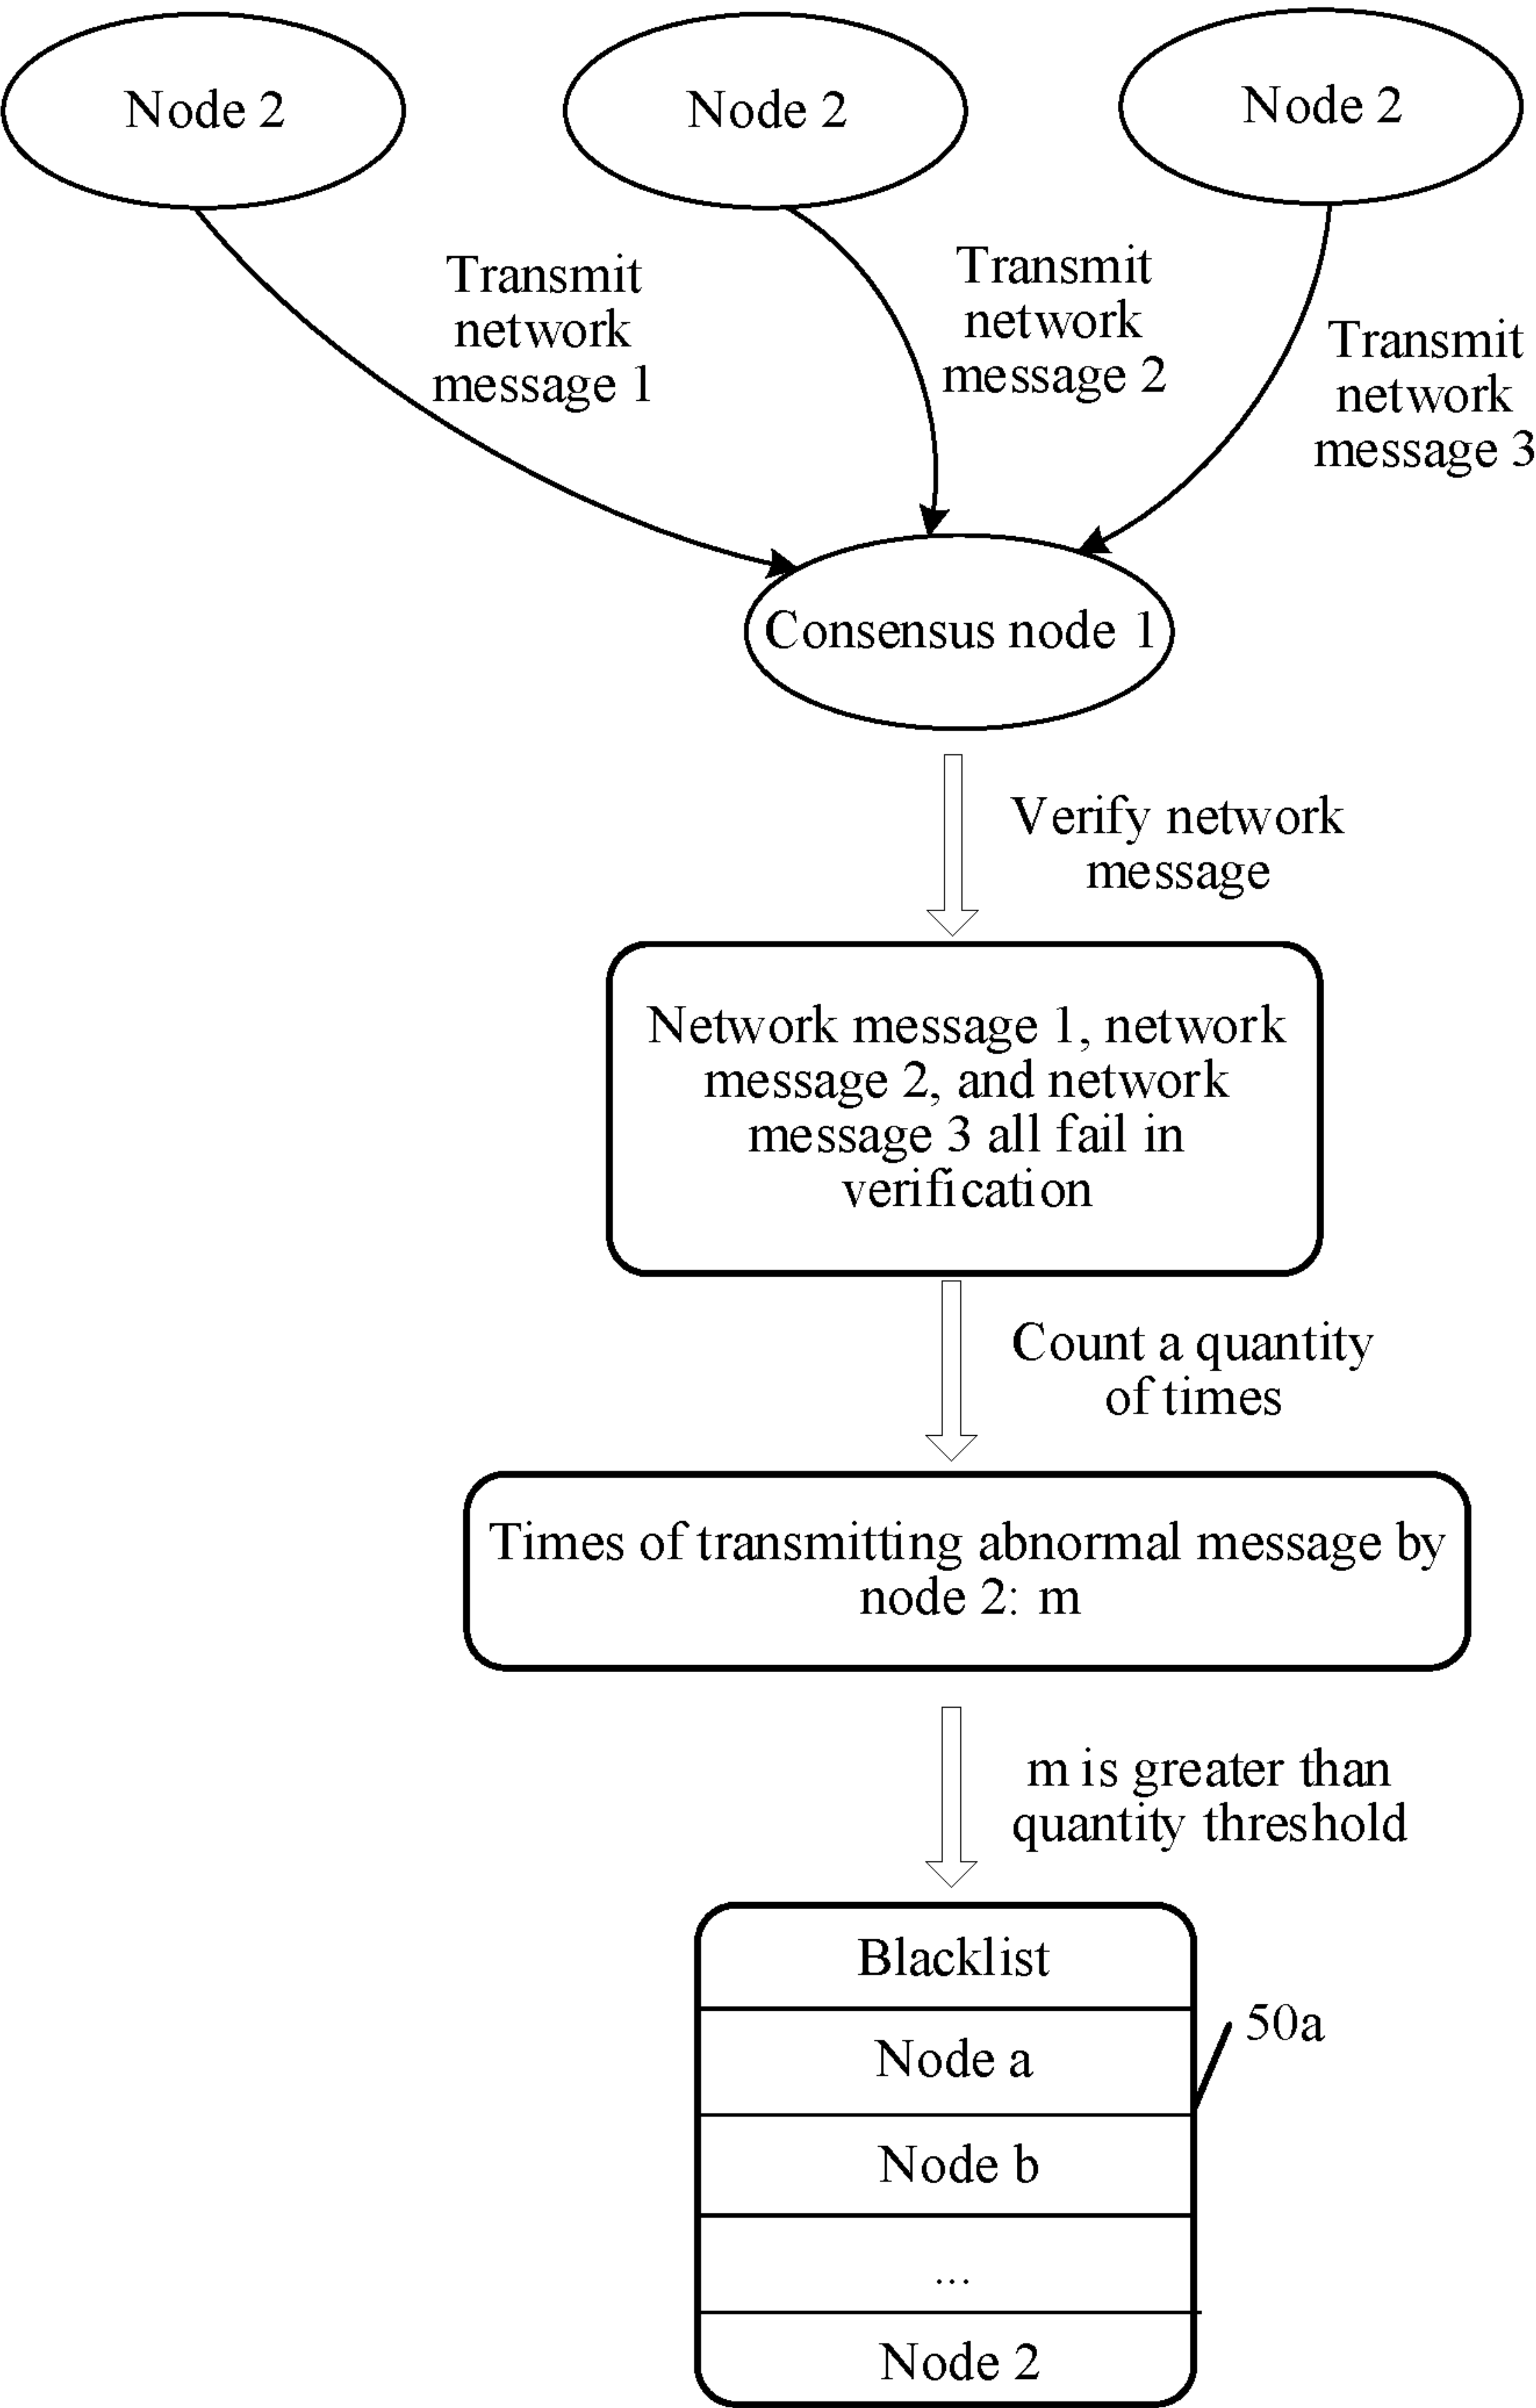 Node 2
Node 2
Node 2
Transmit
network
message 1
Transmit
network
message 2
Transmit
network
message 3
Consensus node 1
Verify network
message
Network message 1, network
message 2, and network
message 3 all fail in
verification
Count a quantity
of times
Times of transmitting abnormal message by
node 2: m
m is greater than
quantity threshold
Blacklist
50a
Node a
Node b
...
Node 2